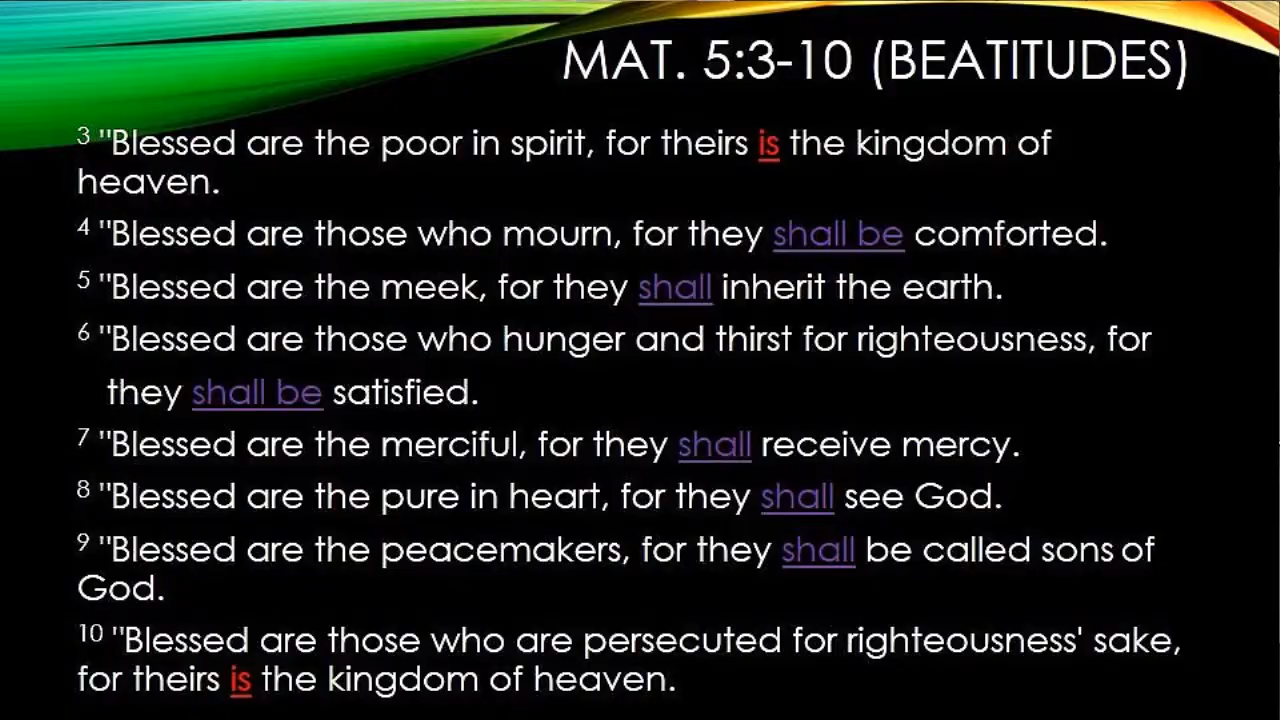 MAT. 5:3-10 (BEATITUDES)
3 "Blessed are the poor in spirit, for theirs is the kingdom of
heaven.
4 "Blessed are those who mourn, for they shall be comforted.
5 "Blessed are the meek, for they shall inherit the earth.
6 "Blessed are those who hunger and thirst for righteousness, for
they shall be satisfied.
7 "Blessed are the merciful, for they shall receive mercy.
8 "Blessed are the pure in heart, for they shall see God.
9 "Blessed are the peacemakers, for they shall be called sons of
God.
10 "Blessed are those who are persecuted for righteousness' sake,
for theirs is the kingdom of heaven.